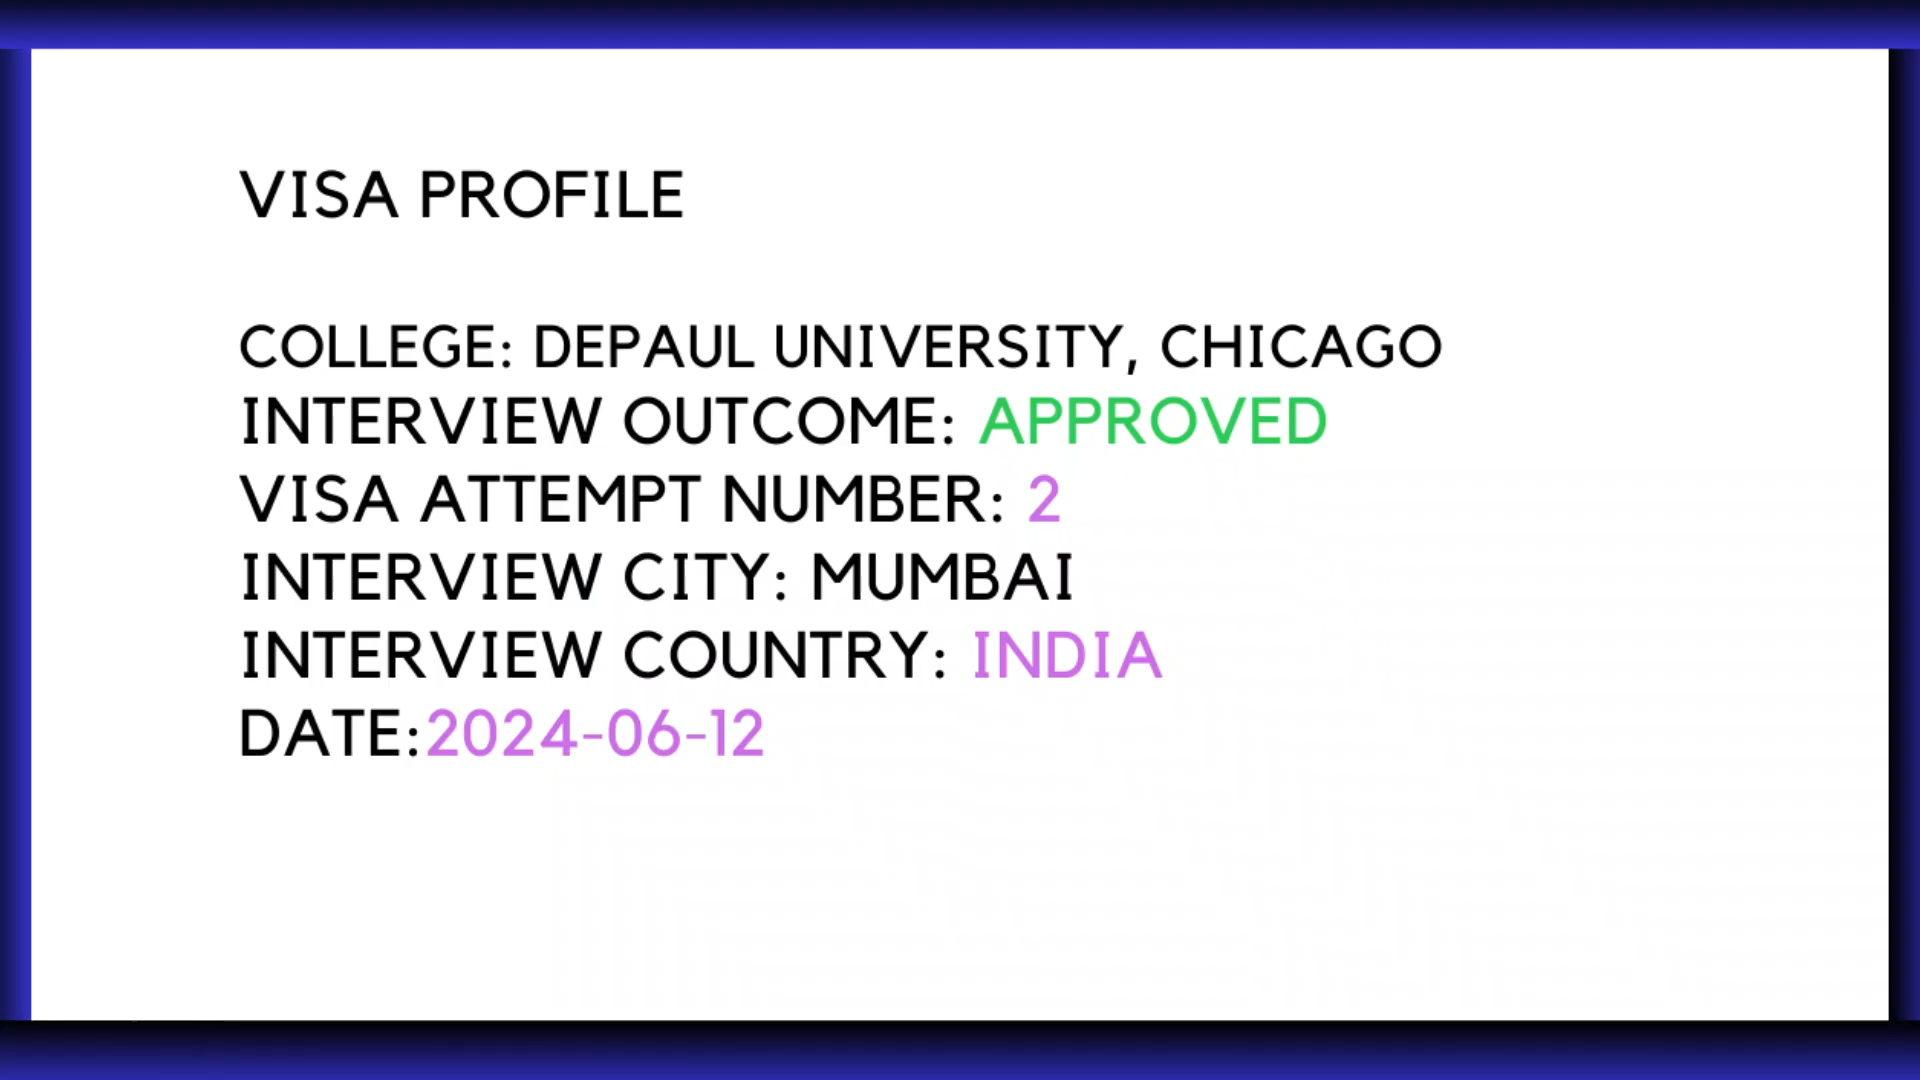 VISA PROFILE
COLLEGE: DEPAUL UNIVERSITY, CHICAGO
INTERVIEW OUTCOME: APPROVED
VISA ATTEMPT NUMBER: 2
INTERVIEW CITY: MUMBAI
INTERVIEW COUNTRY: INDIA
DATE:2024-06-12